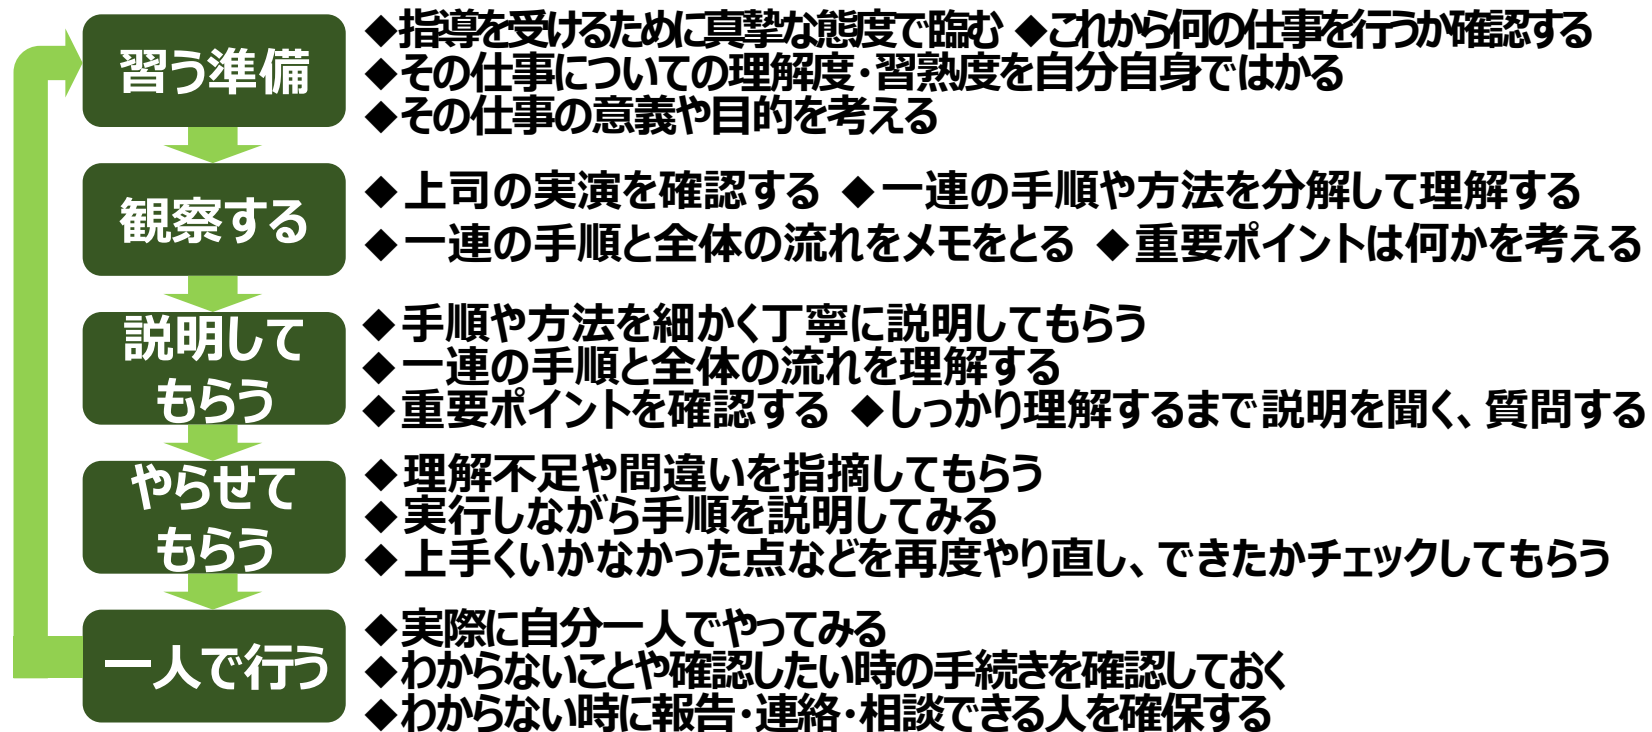 習う準備
◆指導を受けるために真摯な態度で臨む ◆これから何の仕事を行うか確認する
◆その仕事についての理解度・習熟度を自分自身ではかる
◆その仕事の意義や目的を考える
観察する
◆上司の実演を確認する ◆一連の手順や方法を分解して理解する
◆一連の手順と全体の流れをメモをとる ◆重要ポイントは何かを考える
説明して
もらう
◆手順や方法を細かく丁寧に説明してもらう
◆一連の手順と全体の流れを理解する
◆重要ポイントを確認する ◆しっかり理解するまで説明を聞く、質問する
やらせて
もらう
◆理解不足や間違いを指摘してもらう
◆実行しながら手順を説明してみる
◆上手くいかなかった点などを再度やり直し、できたかチェックしてもらう
一人で行う
◆実際に自分一人でやってみる
◆わからないことや確認したい時の手続きを確認しておく
◆わからない時に報告・連絡・相談できる人を確保する